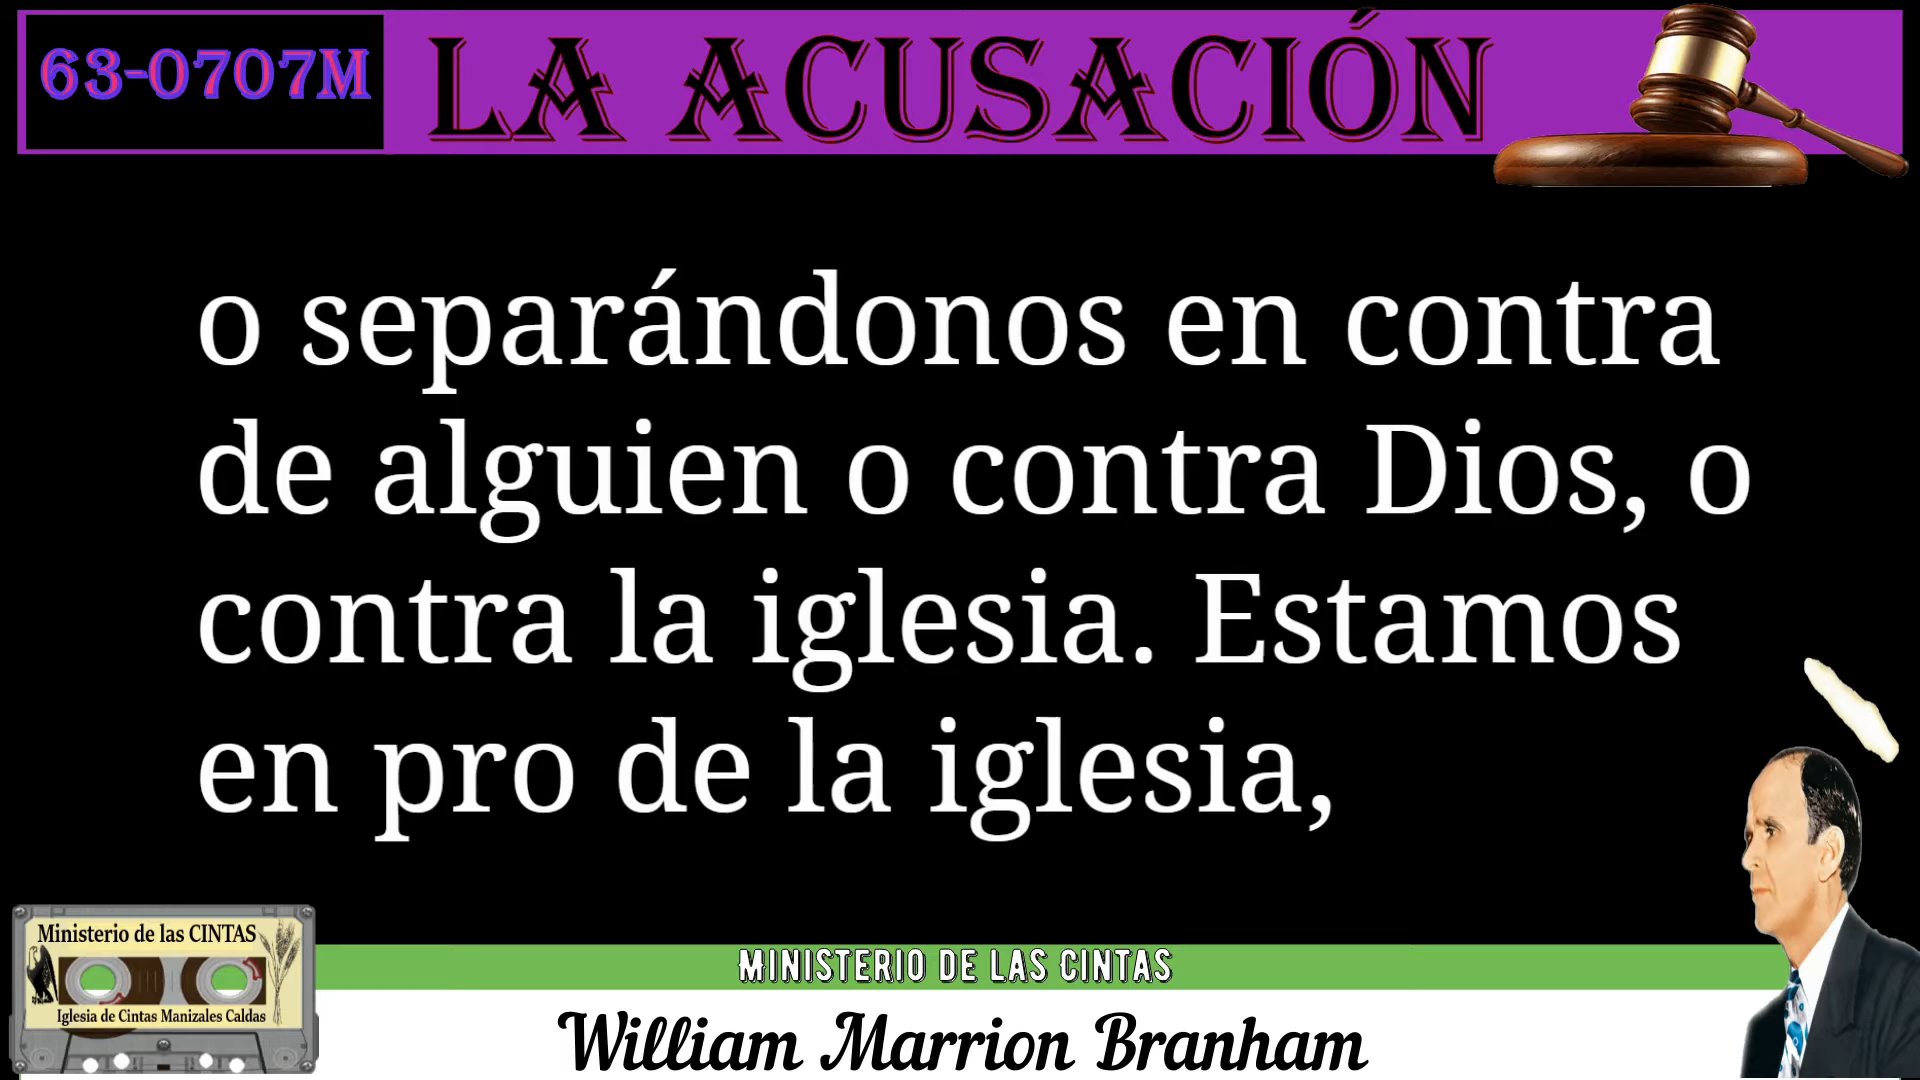 63-0707M
LA ACUSACIÓN
o separándonos en contra
de alguien o contra Dios, o
contra la iglesia. Estamos
en pro de la iglesia,
Ministerio de las CINTAS
Iglesia de Cintas Manizales Caldas
MINISTERIO DE LAS CINTAS
William Marrion Branham